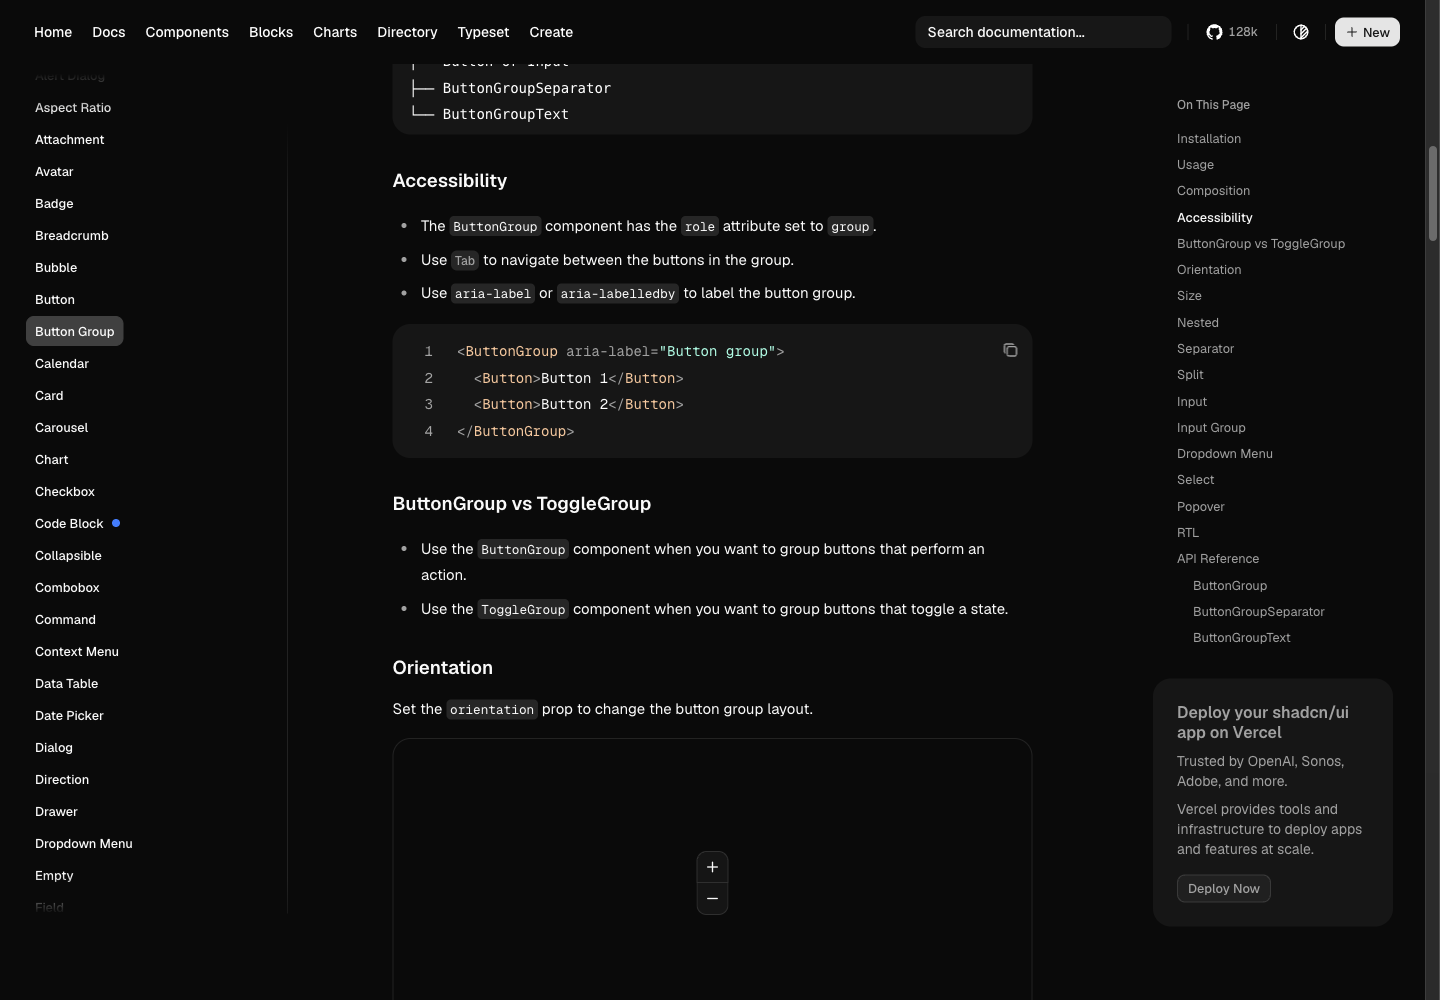 Home Docs Components Blocks Charts Directory Typeset Create
Search documentation...
128k
New
Alert Dialog
Aspect Ratio
Attachment
Avatar
Badge
Breadcrumb
Bubble
Button
Button Group
Calendar
Card
Carousel
Chart
Checkbox
Code Block
Collapsible
Combobox
Command
Context Menu
Data Table
Date Picker
Dialog
Direction
Drawer
Dropdown Menu
Empty
Field
├── Button or Input
├── ButtonGroupSeparator
└── ButtonGroupText
Accessibility
• The ButtonGroup component has the role attribute set to group.
• Use Tab to navigate between the buttons in the group.
• Use aria-label or aria-labelledby to label the button group.
1 <ButtonGroup aria-label="Button group">
2   <Button>Button 1</Button>
3   <Button>Button 2</Button>
4 </ButtonGroup>
ButtonGroup vs ToggleGroup
• Use the ButtonGroup component when you want to group buttons that perform an
action.
• Use the ToggleGroup component when you want to group buttons that toggle a state.
Orientation
Set the orientation prop to change the button group layout.
On This Page
Installation
Usage
Composition
Accessibility
ButtonGroup vs ToggleGroup
Orientation
Size
Nested
Separator
Split
Input
Input Group
Dropdown Menu
Select
Popover
RTL
API Reference
ButtonGroup
ButtonGroupSeparator
ButtonGroupText
Deploy your shadcn/ui
app on Vercel
Trusted by OpenAI, Sonos,
Adobe, and more.
Vercel provides tools and
infrastructure to deploy apps
and features at scale.
Deploy Now